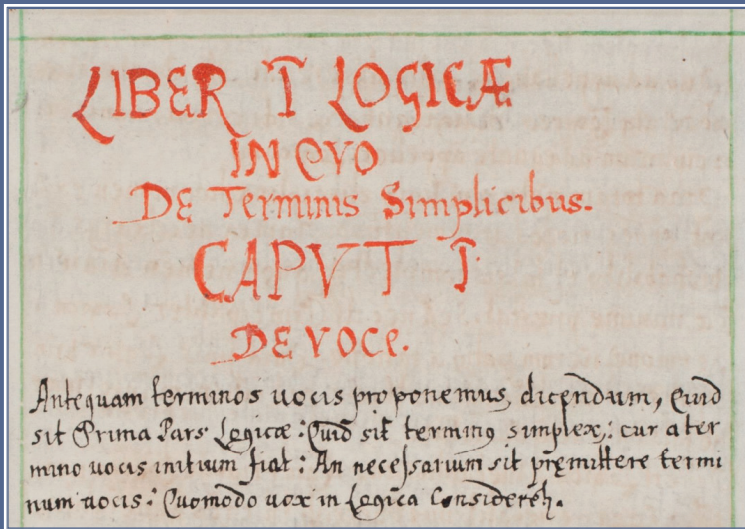 LIBER I LOGICÆ
IN QVO
DE Terminis Simplicibus.
CAPVT I
DE VOCE.
Antequam terminos uocis proponemus, dicendum, Quid
sit Prima Pars Logicæ: Quid sit terminus simplex: cur a ter
mino uocis initium fiat: An necessarium sit pręmittere termi
num uocis: Quomodo uox in Logica Consideretur.